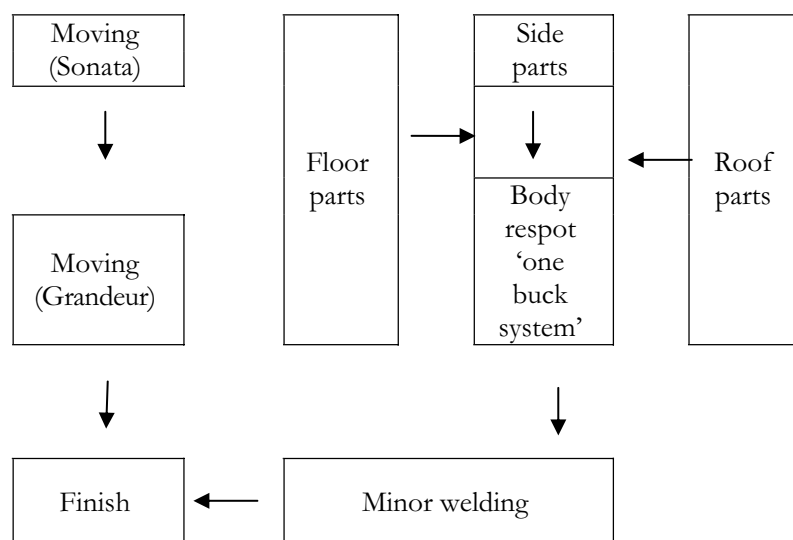 Moving
(Sonata)
Side
parts
Floor
parts
Roof
parts
Moving
(Grandeur)
Body
respot
‘one
buck
system’
Finish
Minor welding